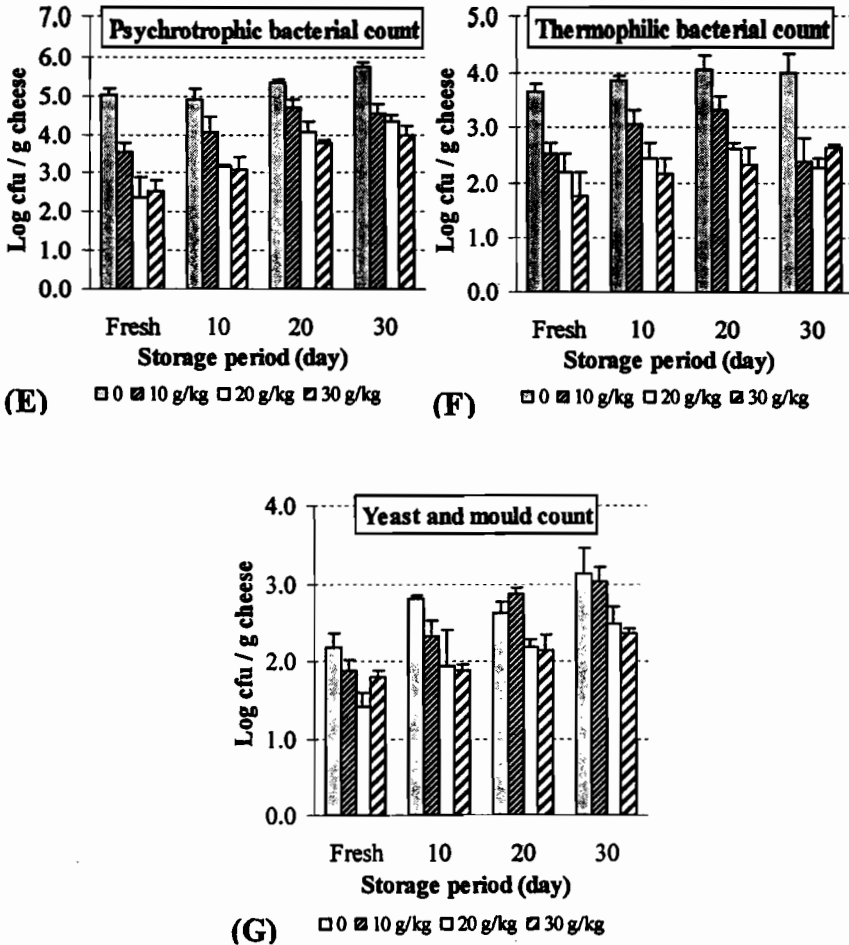 Psychrotrophic bacterial count
7.0
6.0
5.0
4.0
3.0
2.0
1.0
0.0
Log cfu / g cheese
Fresh 10 20 30
Storage period (day)
(E) 0 10 g/kg 20 g/kg 30 g/kg
Thermophilic bacterial count
5.0
4.0
3.0
2.0
1.0
0.0
Log cfu / g cheese
Fresh 10 20 30
Storage period (day)
(F) 0 10 g/kg 20 g/kg 30 g/kg
Yeast and mould count
4.0
3.0
2.0
1.0
0.0
Log cfu / g cheese
Fresh 10 20 30
Storage period (day)
(G) 0 10 g/kg 20 g/kg 30 g/kg